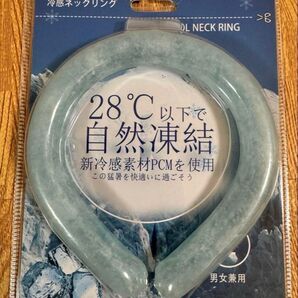 冷感ネックリング
OL NECK RING
28℃以下で
自然凍結
新冷感素材PCMを使用
この猛暑を快適いに過ごそう
男女兼用